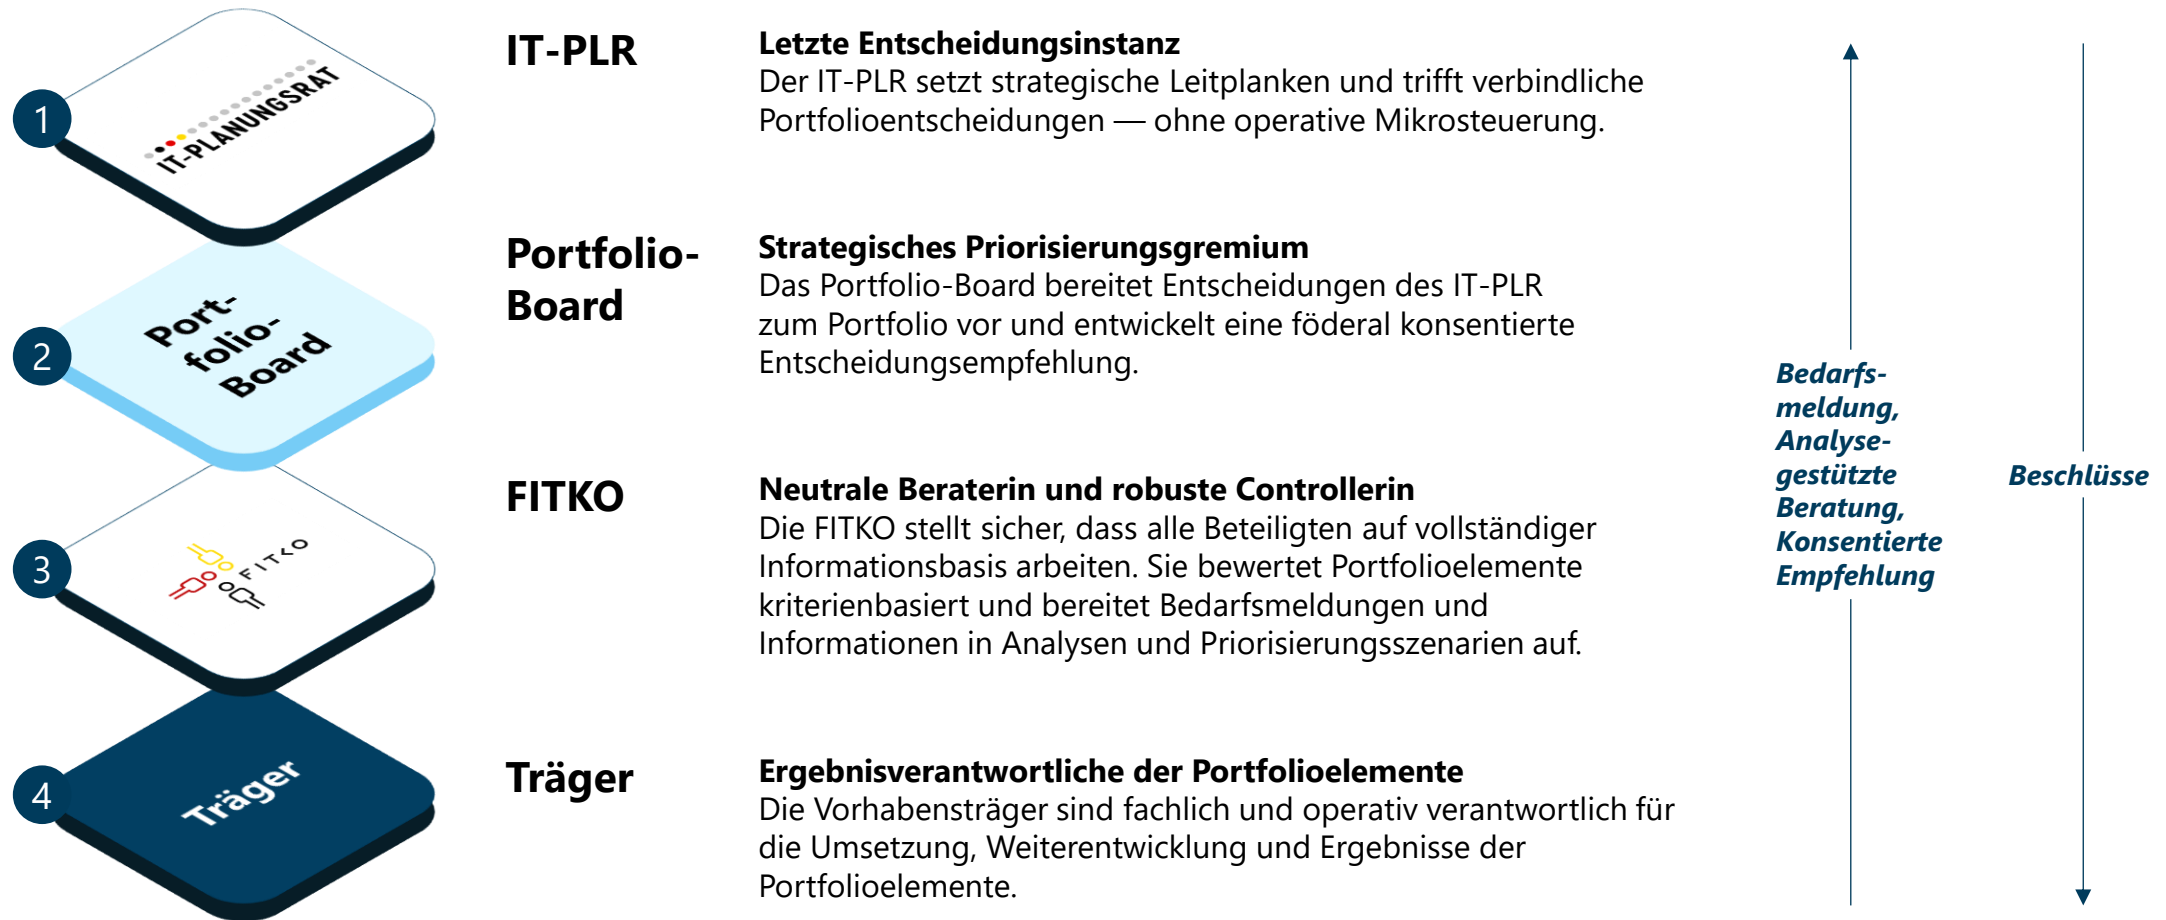 1
IT-PLANUNGSRAT
IT-PLR
Letzte Entscheidungsinstanz
Der IT-PLR setzt strategische Leitplanken und trifft verbindliche
Portfolioentscheidungen — ohne operative Mikrosteuerung.
2
Port-
folio-
Board
Portfolio-
Board
Strategisches Priorisierungsgremium
Das Portfolio-Board bereitet Entscheidungen des IT-PLR
zum Portfolio vor und entwickelt eine föderal konsentierte
Entscheidungsempfehlung.
3
FITKO
FITKO
Neutrale Beraterin und robuste Controllerin
Die FITKO stellt sicher, dass alle Beteiligten auf vollständiger
Informationsbasis arbeiten. Sie bewertet Portfolioelemente
kriterienbasiert und bereitet Bedarfsmeldungen und
Informationen in Analysen und Priorisierungsszenarien auf.
4
Träger
Träger
Ergebnisverantwortliche der Portfolioelemente
Die Vorhabensträger sind fachlich und operativ verantwortlich für
die Umsetzung, Weiterentwicklung und Ergebnisse der
Portfolioelemente.
Bedarfs-
meldung,
Analyse-
gestützte
Beratung,
Konsentierte
Empfehlung
Beschlüsse